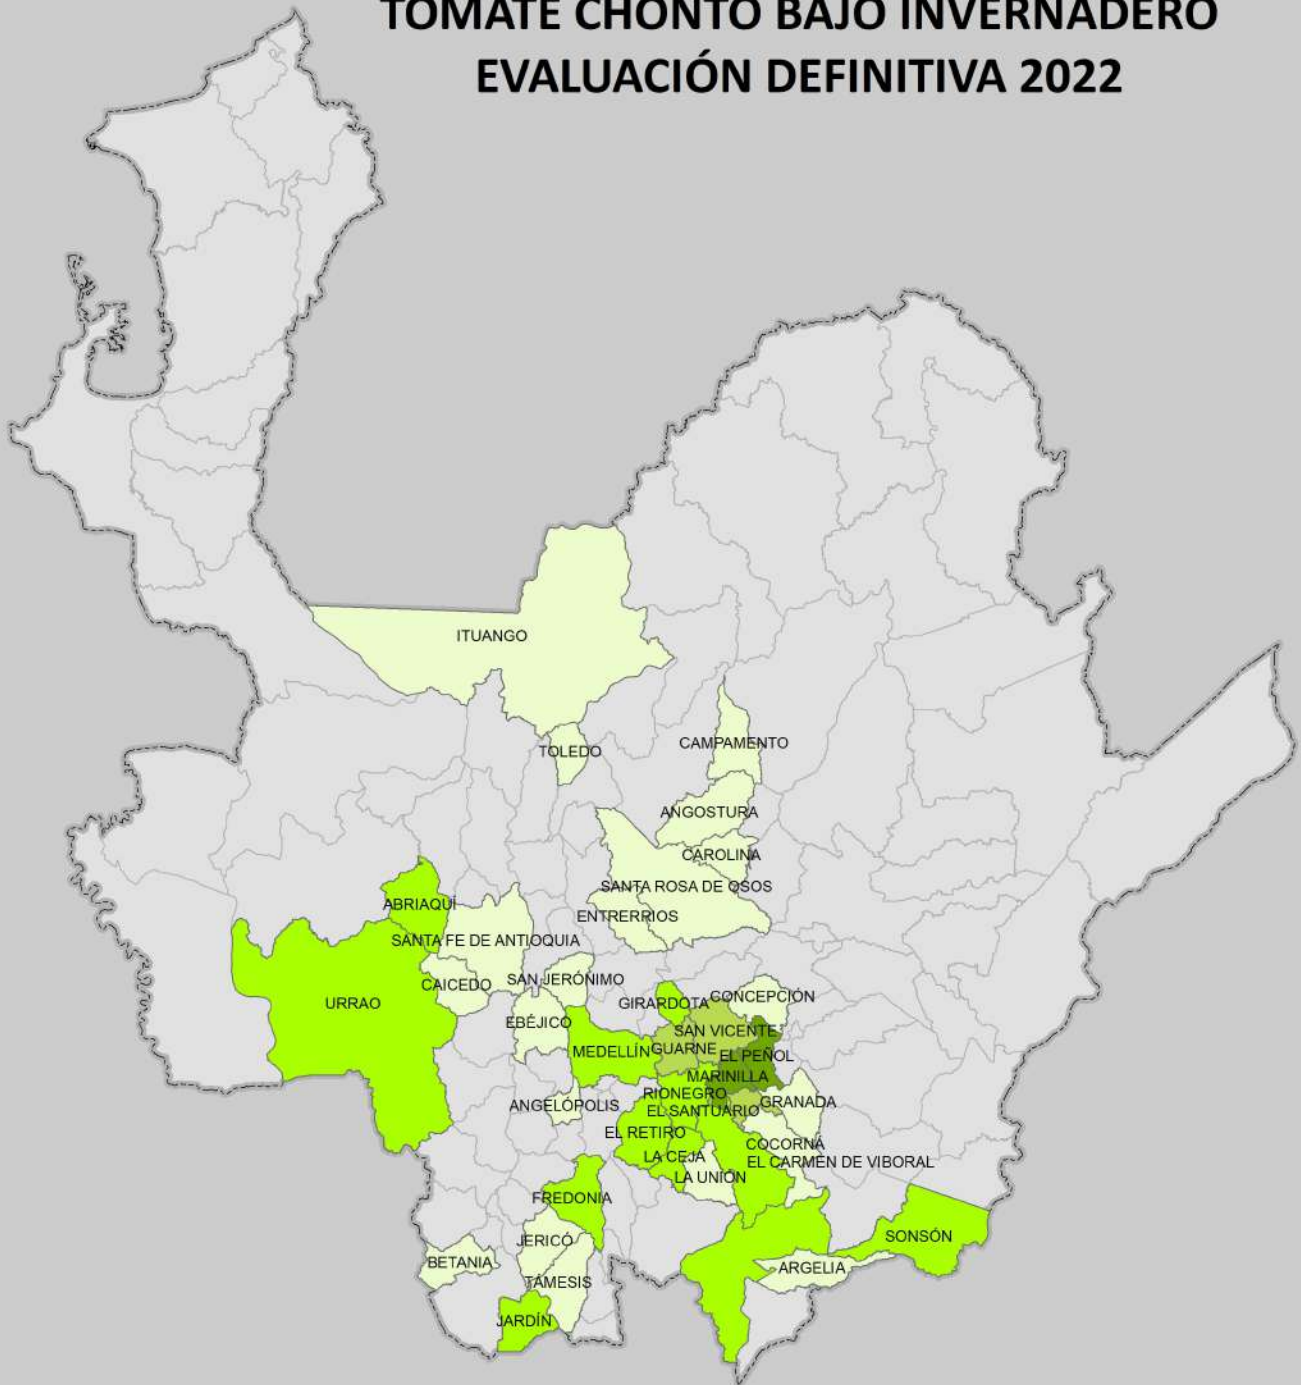 TOMATE CHONTO BAJO INVERNADERO
EVALUACIÓN DEFINITIVA 2022
ITUANGO
TOLEDO
CAMPAMENTO
ANGOSTURA
CAROLINA
SANTA ROSA DE OSOS
ABRIAQUÍ
ENTRERRIOS
SANTA FE DE ANTIOQUIA
CAICEDO
SAN JERÓNIMO
URRAO
GIRARDOTA
CONCEPCIÓN
EBÉJICO
SAN VICENTE
MEDELLÍN
GUARNE
EL PEÑOL
MARINILLA
RIONEGRO
ANGELÓPOLIS
EL SANTUARIO
GRANADA
EL RETIRO
COCORNÁ
LA CEJA
EL CARMEN DE VIBORAL
LA UNIÓN
FREDONIA
SONSÓN
JERICÓ
BETANIA
ARGELIA
TÁMESIS
JARDÍN